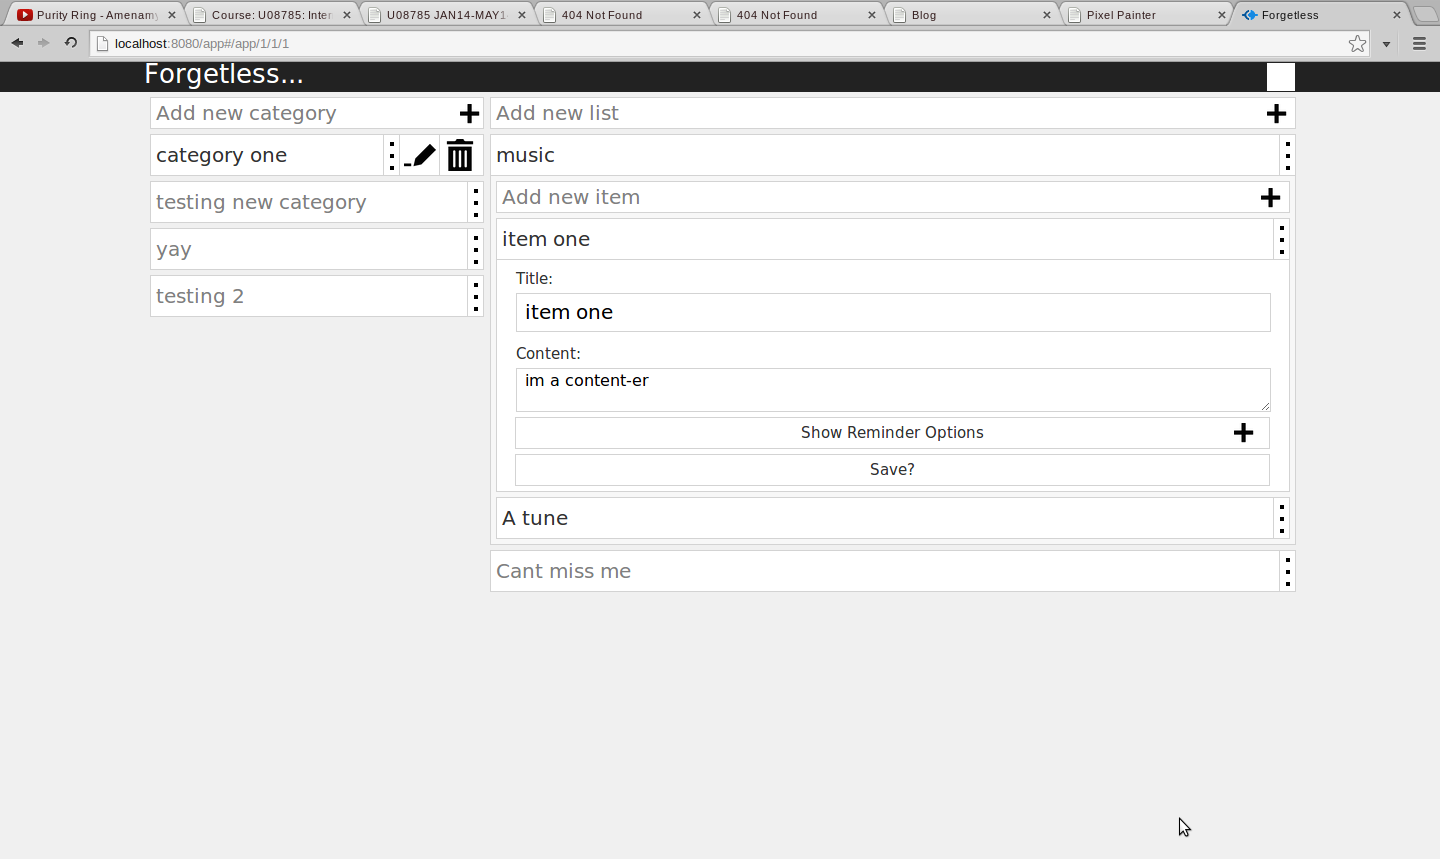 Purity Ring - Amenamy
Course: U08785: Inter
U08785 JAN14-MAY1
404 Not Found
404 Not Found
Blog
Pixel Painter
Forgetless
localhost:8080/app#/app/1/1/1
Forgetless...
Add new category
category one
testing new category
yay
testing 2
Add new list
music
Add new item
item one
Title:
item one
Content:
im a content-er
Show Reminder Options
Save?
A tune
Cant miss me